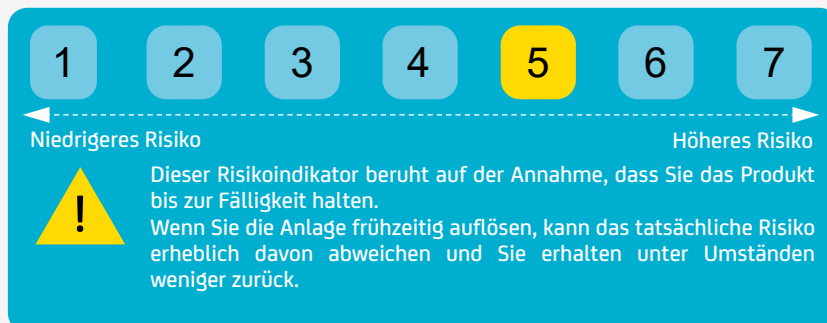 1 2 3 4 5 6 7
Niedrigeres Risiko Höheres Risiko
!
Dieser Risikoindikator beruht auf der Annahme, dass Sie das Produkt
bis zur Fälligkeit halten.
Wenn Sie die Anlage frühzeitig auflösen, kann das tatsächliche Risiko
erheblich davon abweichen und Sie erhalten unter Umständen
weniger zurück.